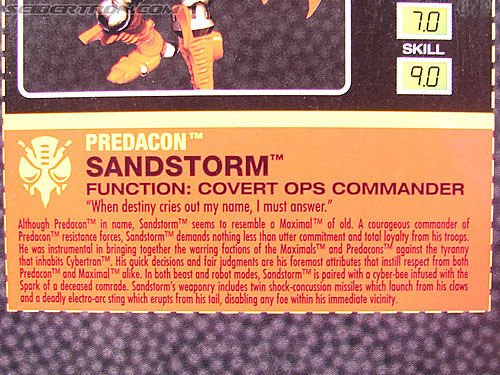 SEIBERTRON.COM
7.0
SKILL
9.0
PREDACON™
SANDSTORM™
FUNCTION: COVERT OPS COMMANDER
"When destiny cries out my name, I must answer."
Although Predacon™ in name, Sandstorm™ seems to resemble a Maximal™ of old. A courageous commander of
Predacon™ resistance forces, Sandstorm™ demands nothing less than utter commitment and total loyalty from his troops.
He was instrumental in bringing together the warring factions of the Maximals™ and Predacons™ against the tyranny
that inhabits Cybertron™. His quick decisions and fair judgments are his foremost attributes that instill respect from both
Predacon™ and Maximal™ alike. In both beast and robot modes, Sandstorm™ is paired with a cyber-bee infused with the
Spark of a deceased comrade. Sandstorm's weaponry includes twin shock-concussion missiles which launch from his claws
and a deadly electro-arc sting which erupts from his tail, disabling any foe within his immediate vicinity.